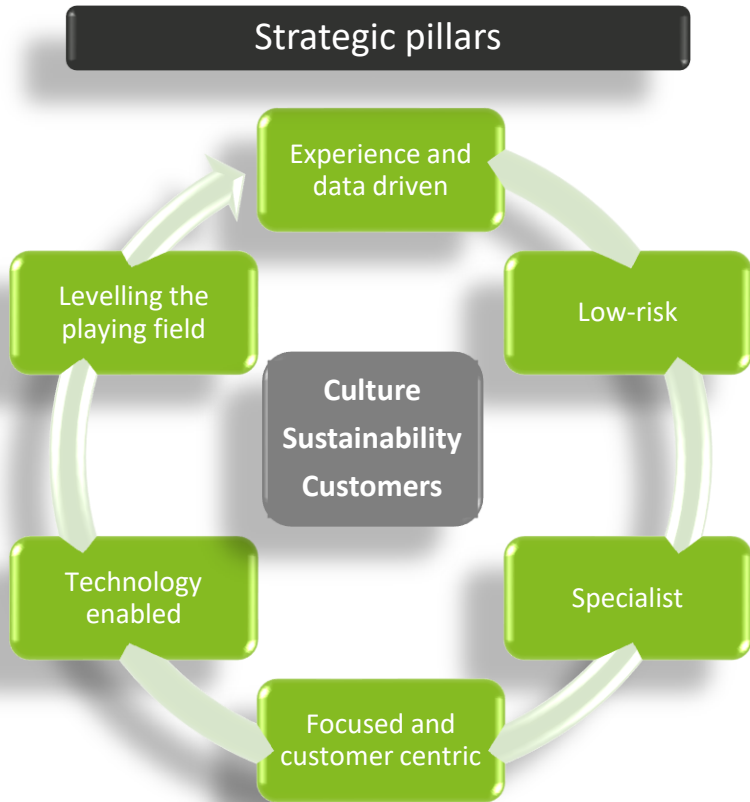 Strategic pillars
Experience and
data driven
Low-risk
Specialist
Focused and
customer centric
Technology
enabled
Levelling the
playing field
Culture
Sustainability
Customers